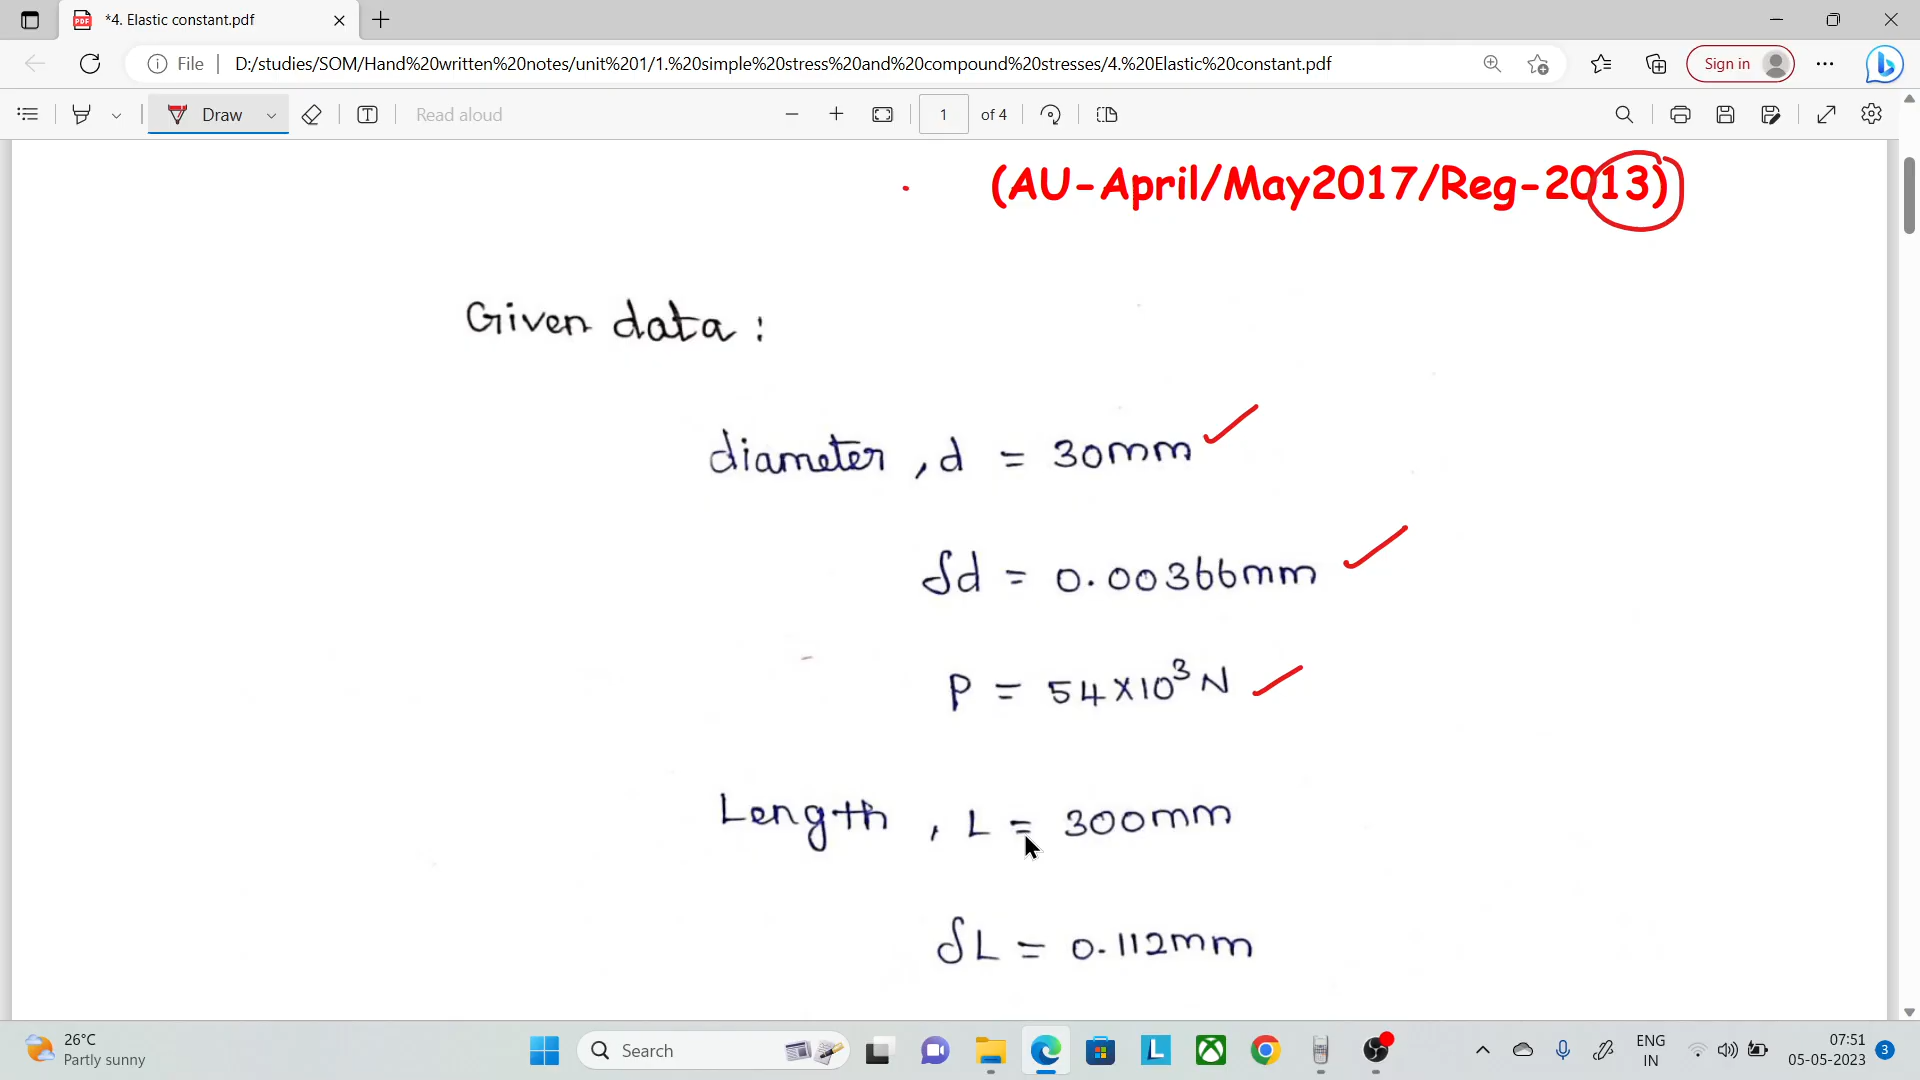 *4. Elastic constant.pdf
File
D:/studies/SOM/Hand%20written%20notes/unit%201/1.%20simple%20stress%20and%20compound%20stresses/4.%20Elastic%20constant.pdf
Sign in
Draw
Read aloud
1 of 4
(AU-April/May2017/Reg-2013)
Given data :
diameter , d = 30mm
δd = 0.00366mm
P = 54×10³ N
Length , L = 300mm
δL = 0.112mm
26°C
Partly sunny
Search
ENG
IN
07:51
05-05-2023
3